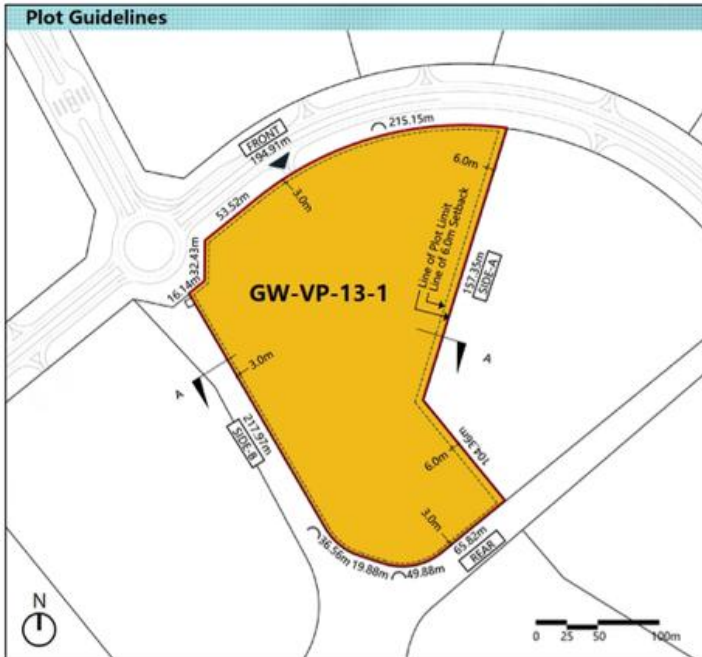 Plot Guidelines
215.15m
FRONT
194.91m
6.0m
53.52m
3.0m
32.43m
16.14m
GW-VP-13-1
Line of Plot Limit
Line of 6.0m Setback
157.35m
SIDE-A
A
A
3.0m
217.97m
SIDE-B
104.36m
6.0m
3.0m
65.82m
REAR
36.56m
19.88m
49.88m
N
0 25 50 100m